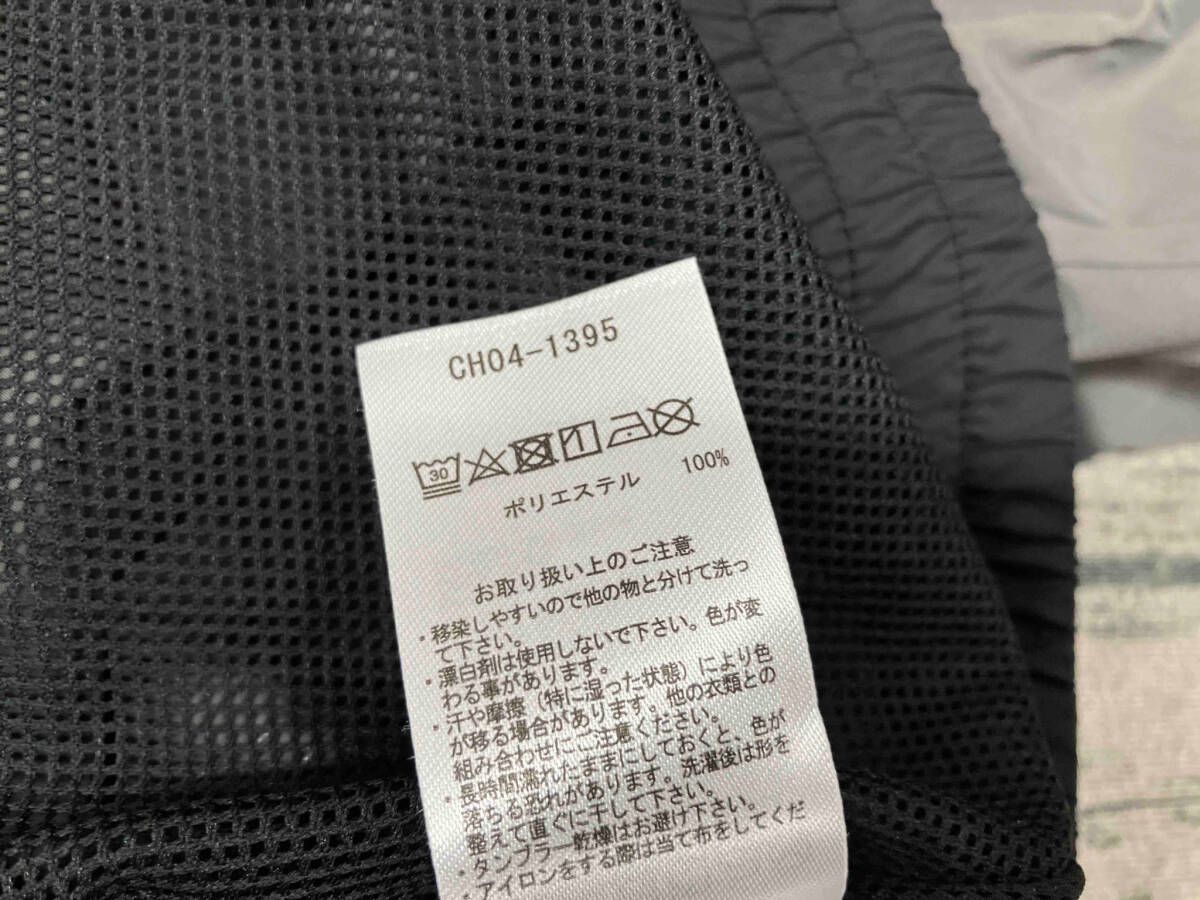 CH04-1395
30
ポリエステル 100%
お取り扱い上のご注意
・移染しやすいので他の物と分けて洗っ
て下さい。
・漂白剤は使用しないで下さい。色が変
わる事があります。
・汗や摩擦（特に湿った状態）により色
が移る場合があります。他の衣類との
組み合わせにご注意ください。
・長時間濡れたままにしておくと、色が
落ちる恐れがあります。洗濯後は形を
整えて直ぐに干して下さい。
・タンブラー乾燥はお避け下さい。
・アイロンをする際は当て布をしてくだ